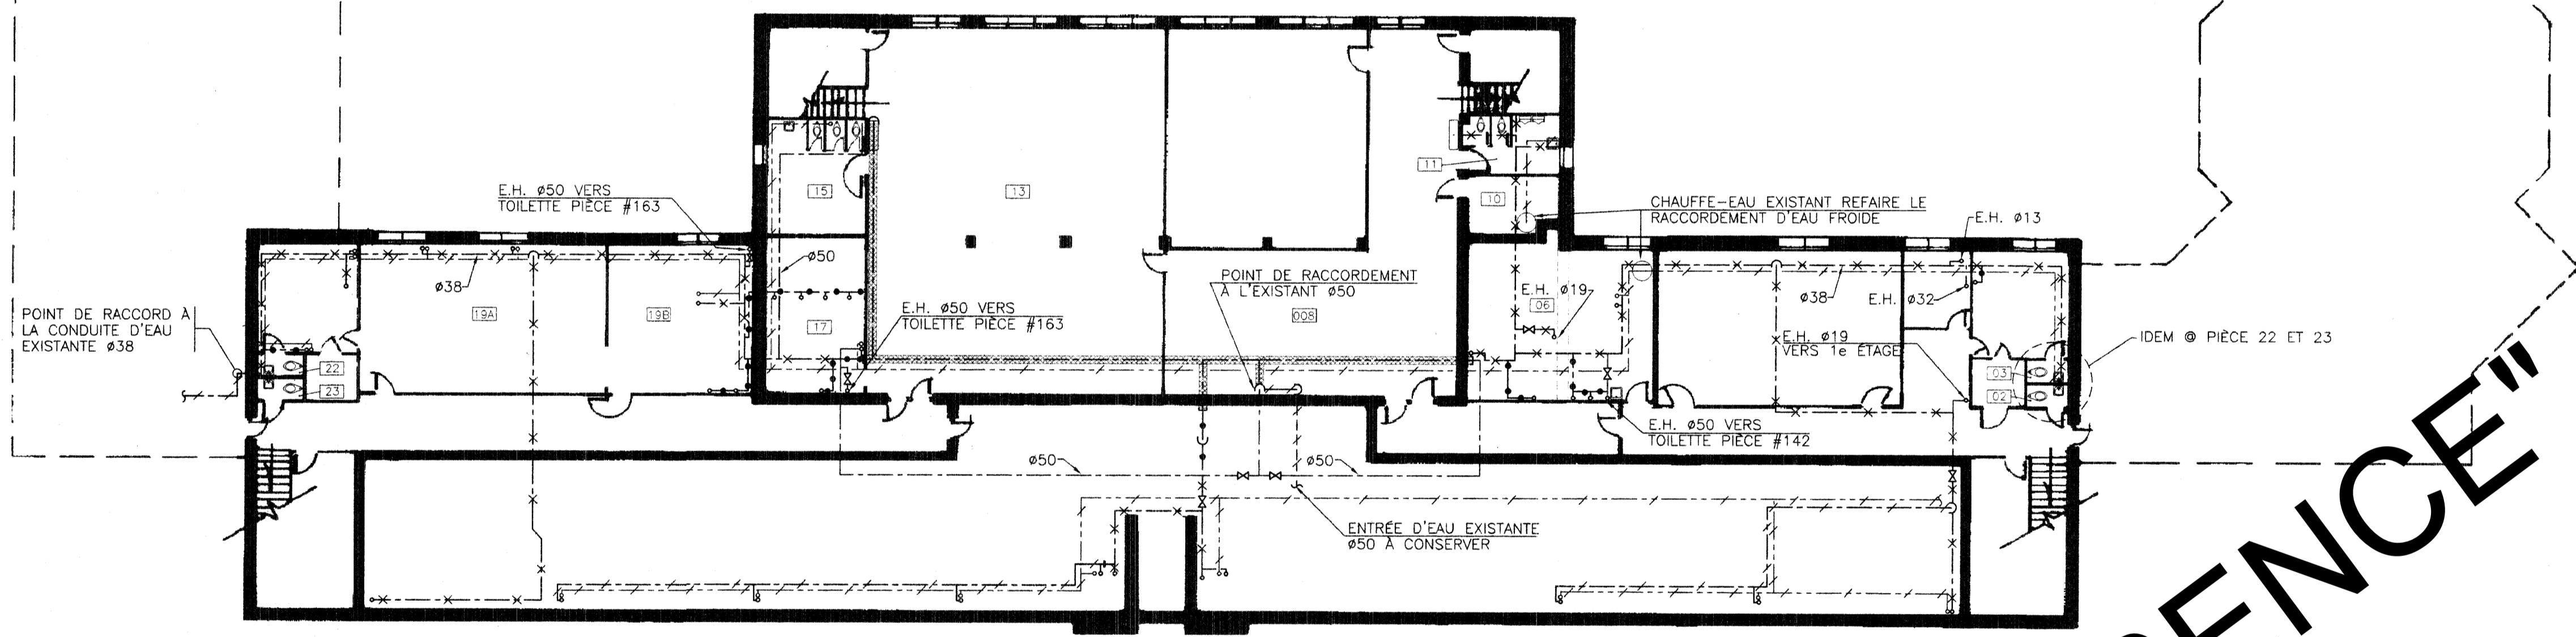 E.H. ø50 VERS
TOILETTE PIÈCE #163
15
13
11
10
CHAUFFE-EAU EXISTANT REFAIRE LE
RACCORDEMENT D'EAU FROIDE
E.H. ø13
ø50
POINT DE RACCORDEMENT
À L'EXISTANT ø50
ø38
E.H. ø19
06
ø38
E.H. ø32
POINT DE RACCORD À
LA CONDUITE D'EAU
EXISTANTE ø38
19A
19B
17
E.H. ø50 VERS
TOILETTE PIÈCE #163
008
E.H. ø19
VERS 1e ÉTAGE
IDEM @ PIÈCE 22 ET 23
22
23
03
02
E.H. ø50 VERS
TOILETTE PIÈCE #142
ø50
ø50
ENTRÉE D'EAU EXISTANTE
ø50 À CONSERVER
ENCE"